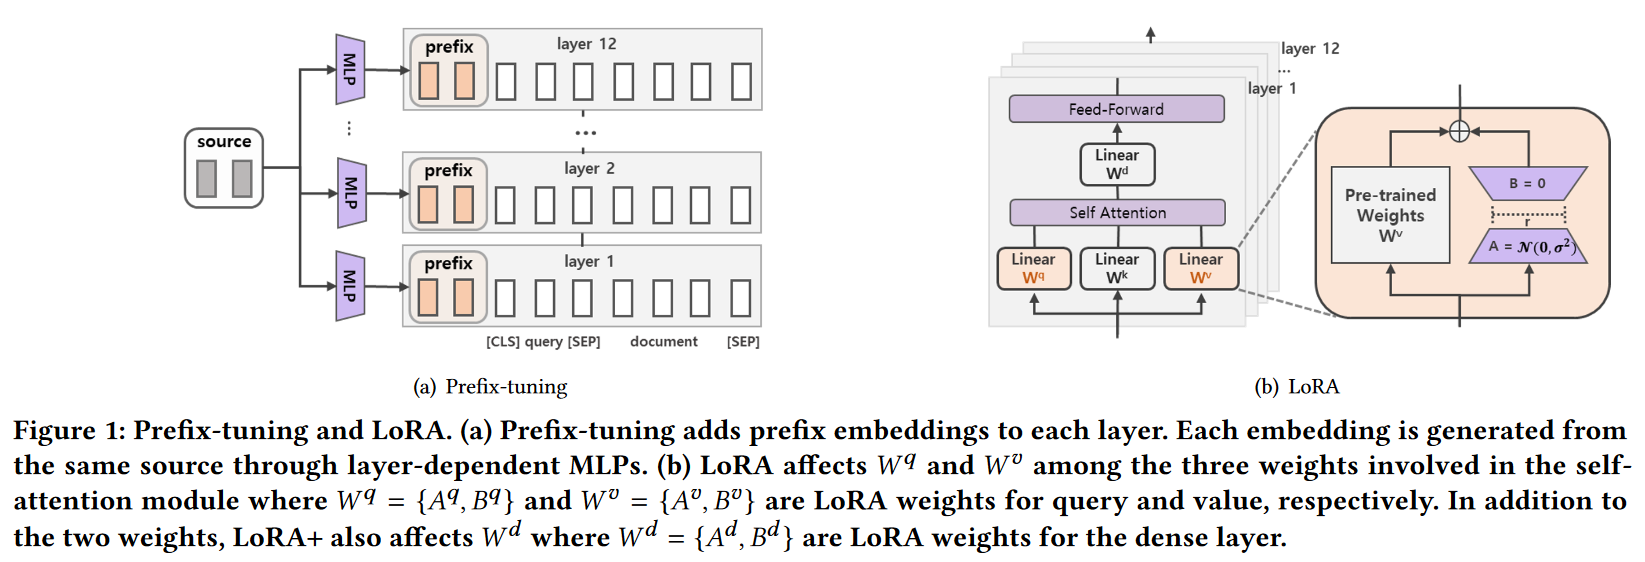 source
MLP
MLP
MLP
prefix
layer 12
...
prefix
layer 2
prefix
layer 1
[CLS] query [SEP] document [SEP]
(a) Prefix-tuning
layer 12
...
layer 1
Feed-Forward
Linear
Wᵈ
Self Attention
Linear
W^q
Linear
Wᵏ
Linear
Wᵛ
Pre-trained
Weights
Wᵛ
B = 0
r
A = 𝒩(0, σ²)
(b) LoRA
Figure 1: Prefix-tuning and LoRA. (a) Prefix-tuning adds prefix embeddings to each layer. Each embedding is generated from
the same source through layer-dependent MLPs. (b) LoRA affects W^q and W^v among the three weights involved in the self-
attention module where W^q = {A^q, B^q} and W^v = {A^v, B^v} are LoRA weights for query and value, respectively. In addition to
the two weights, LoRA+ also affects W^d where W^d = {A^d, B^d} are LoRA weights for the dense layer.